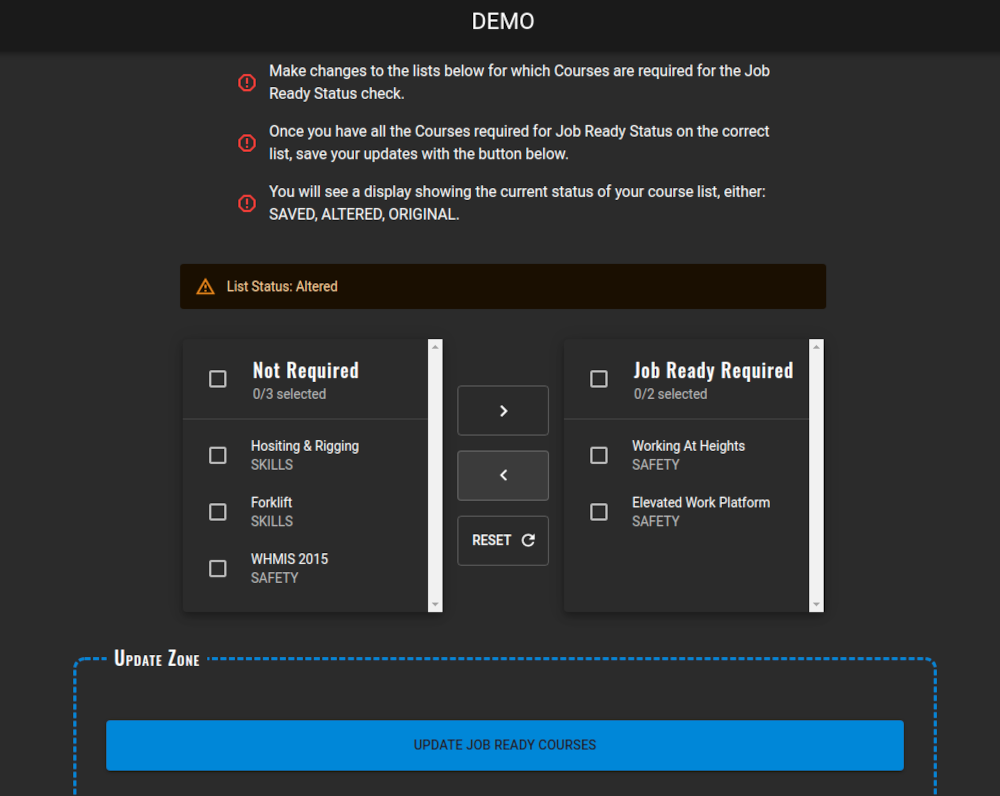 DEMO
Make changes to the lists below for which Courses are required for the Job
Ready Status check.
Once you have all the Courses required for Job Ready Status on the correct
list, save your updates with the button below.
You will see a display showing the current status of your course list, either:
SAVED, ALTERED, ORIGINAL.
List Status: Altered
Not Required
0/3 selected
Hositing & Rigging
SKILLS
Forklift
SKILLS
WHMIS 2015
SAFETY
RESET
Job Ready Required
0/2 selected
Working At Heights
SAFETY
Elevated Work Platform
SAFETY
Update Zone
UPDATE JOB READY COURSES